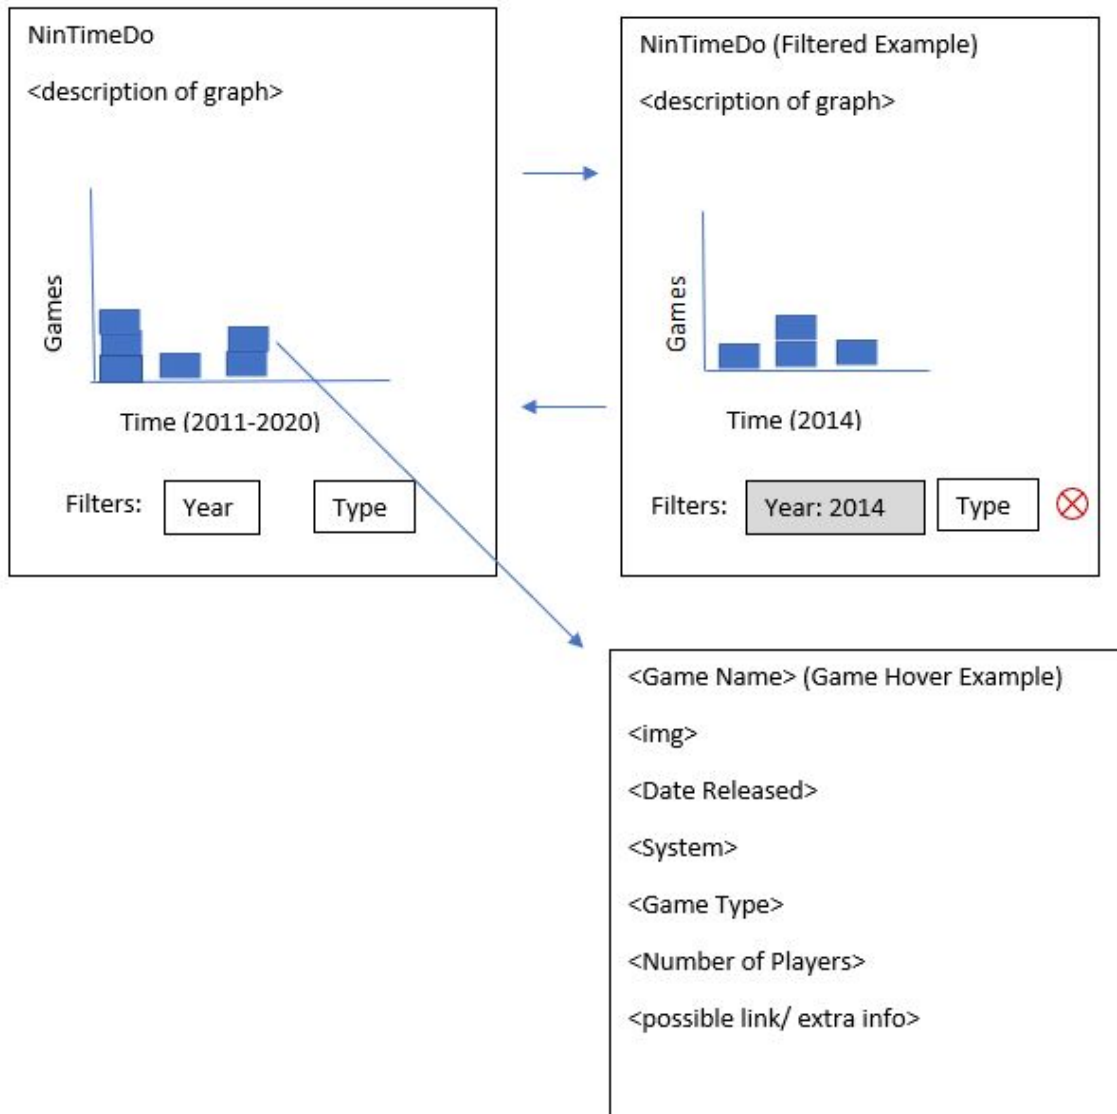 NinTimeDo
<description of graph>
Games
Time (2011-2020)
Filters:
Year
Type
NinTimeDo (Filtered Example)
<description of graph>
Games
Time (2014)
Filters:
Year: 2014
Type
<Game Name> (Game Hover Example)
<img>
<Date Released>
<System>
<Game Type>
<Number of Players>
<possible link/ extra info>